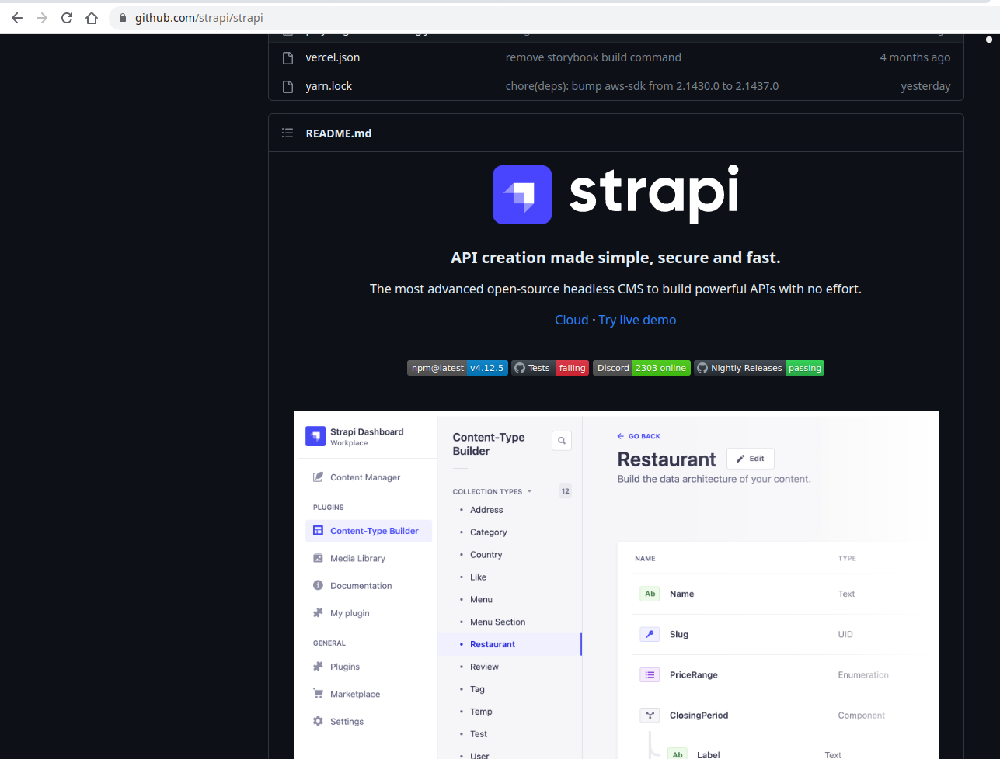 github.com/strapi/strapi
vercel.json remove storybook build command 4 months ago
yarn.lock chore(deps): bump aws-sdk from 2.1430.0 to 2.1437.0 yesterday
README.md
strapi
API creation made simple, secure and fast.
The most advanced open-source headless CMS to build powerful APIs with no effort.
Cloud · Try live demo
npm@latest v4.12.5 Tests failing Discord 2303 online Nightly Releases passing
Strapi Dashboard
Workplace
Content Manager
PLUGINS
Content-Type Builder
Media Library
Documentation
My plugin
GENERAL
Plugins
Marketplace
Settings
Content-Type
Builder
COLLECTION TYPES 12
Address
Category
Country
Like
Menu
Menu Section
Restaurant
Review
Tag
Temp
Test
User
GO BACK
Restaurant Edit
Build the data architecture of your content.
NAME TYPE
Ab Name Text
Slug UID
PriceRange Enumeration
ClosingPeriod Component
Ab Label Text